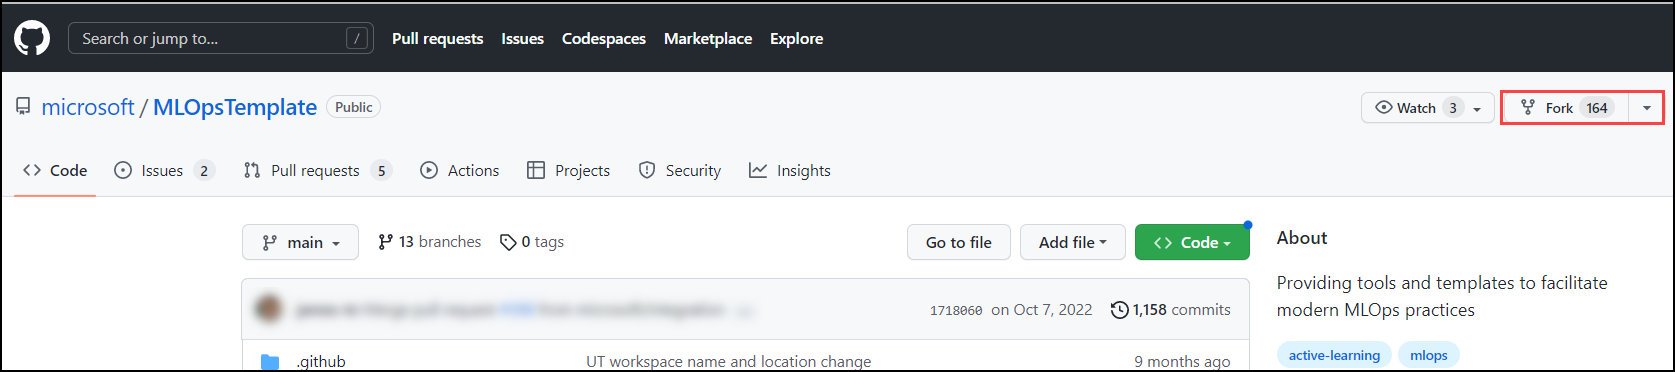 Search or jump to... / Pull requests Issues Codespaces Marketplace Explore
microsoft / MLOpsTemplate Public Watch 3 Fork 164
Code Issues 2 Pull requests 5 Actions Projects Security Insights
main 13 branches 0 tags Go to file Add file Code
About
Providing tools and templates to facilitate
modern MLOps practices
1718060 on Oct 7, 2022 1,158 commits
.github UT workspace name and location change 9 months ago
active-learning mlops